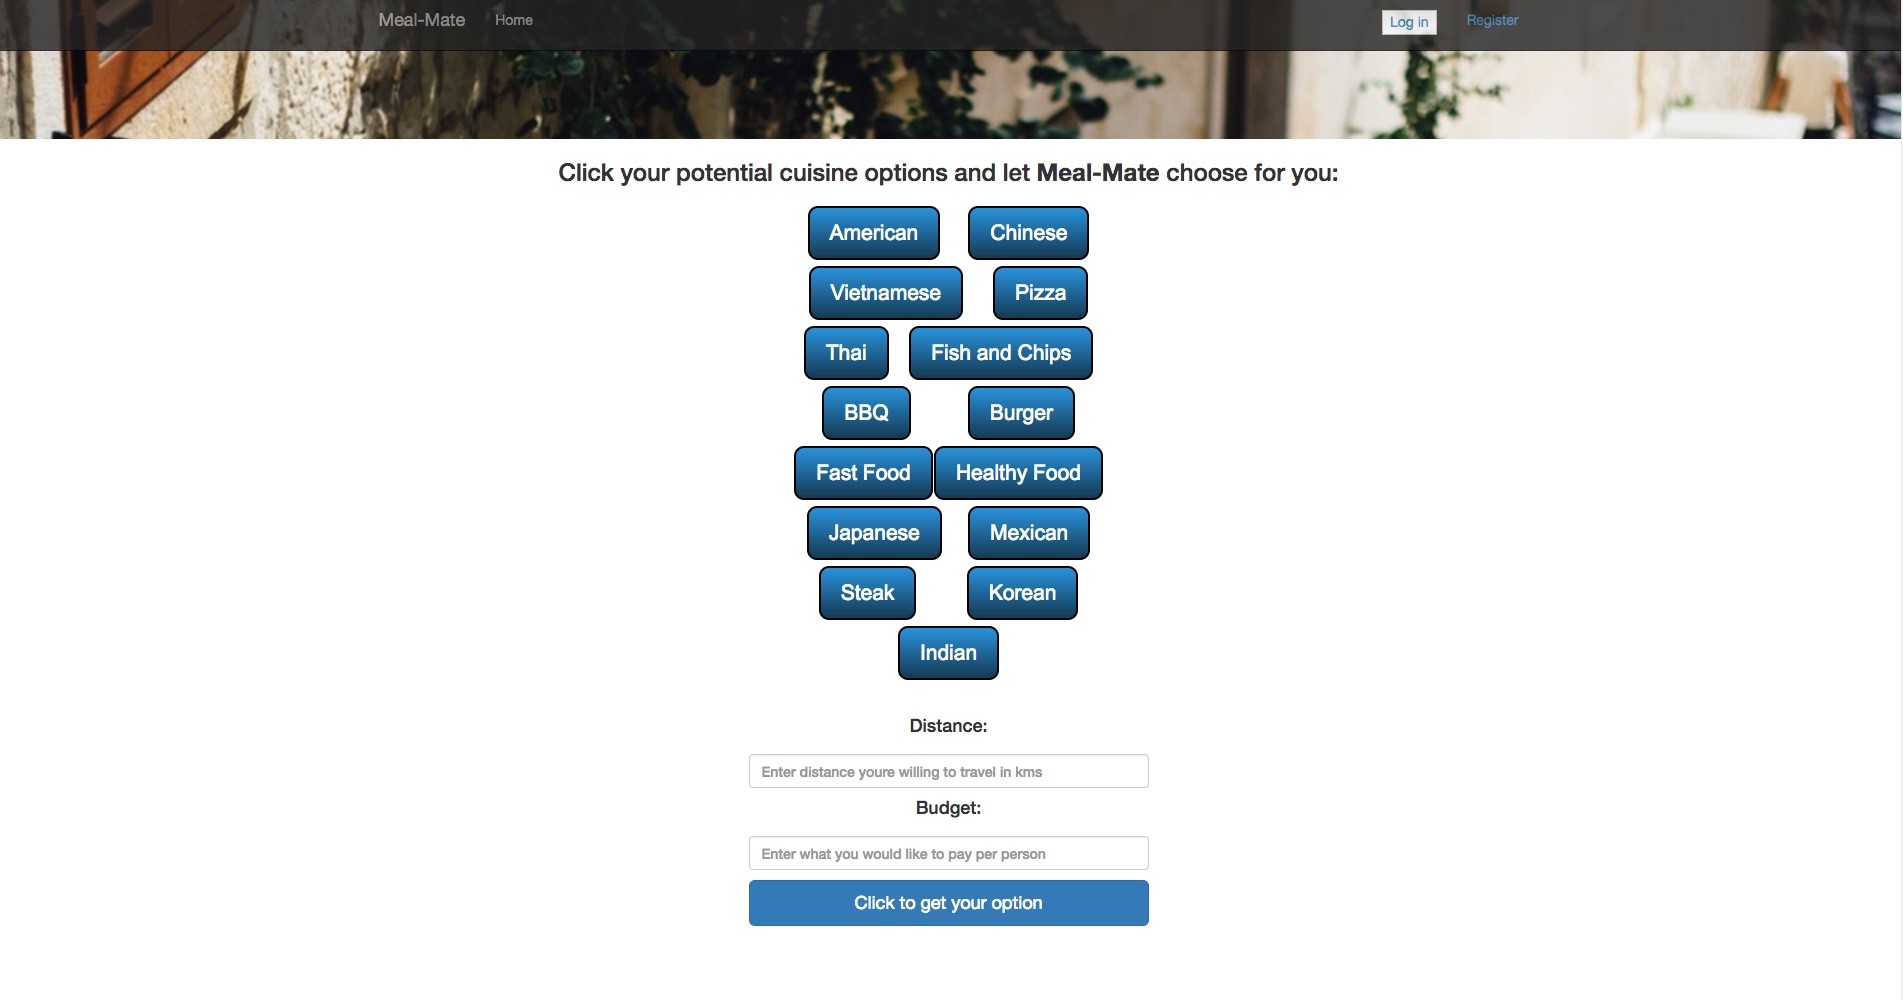 Meal-Mate Home Log in Register
Click your potential cuisine options and let Meal-Mate choose for you:
American Chinese
Vietnamese Pizza
Thai Fish and Chips
BBQ Burger
Fast Food Healthy Food
Japanese Mexican
Steak Korean
Indian
Distance:
Enter distance youre willing to travel in kms
Budget:
Enter what you would like to pay per person
Click to get your option